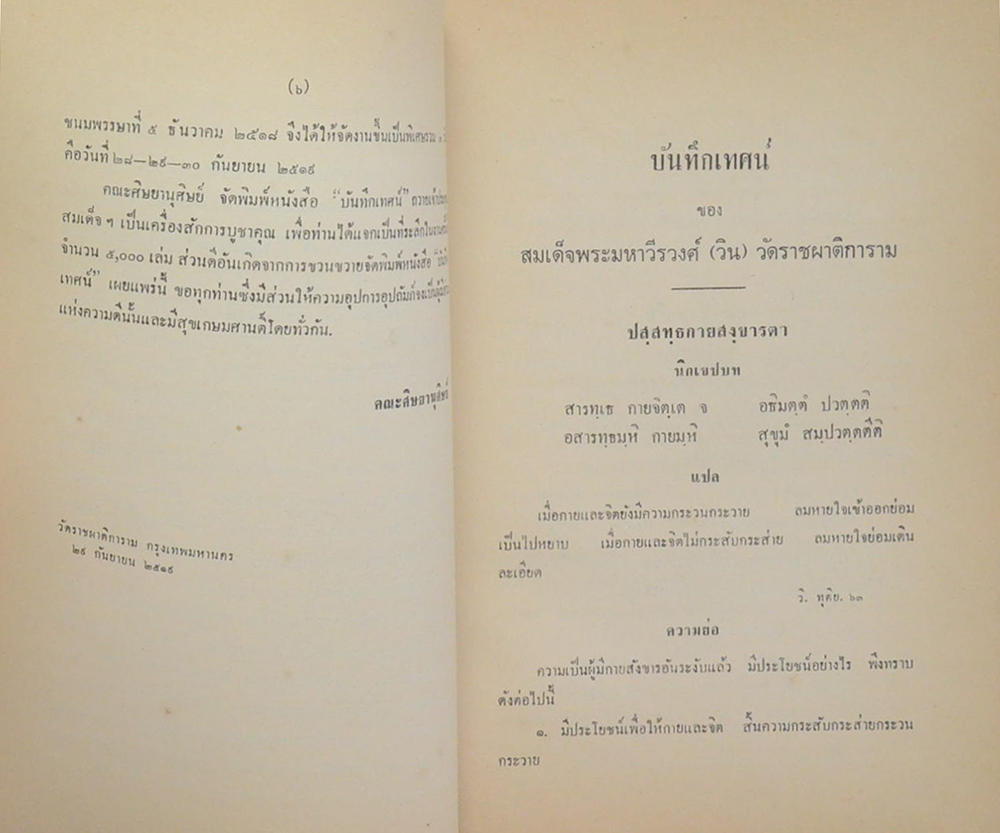 (๖)
ชนมพรรษาที่ ๕ ธันวาคม ๒๕๑๘ จึงได้ให้จัดงานขึ้นเป็นพิเศษรวม
คือวันที่ ๒๘—๒๙—๓๐ กันยายน ๒๕๑๙
คณะศิษยานุศิษย์ จัดพิมพ์หนังสือ “บันทึกเทศน์” ถวายเจ้าประคุณ
สมเด็จฯ เป็นเครื่องสักการบูชาคุณ เพื่อท่านได้แจกเป็นที่ระลึกในงาน
จำนวน ๕,๐๐๐ เล่ม ส่วนดีอันเกิดจากการขวนขวายจัดพิมพ์หนังสือ
เทศน์” เผยแพร่นี้ ขอทุกท่านซึ่งมีส่วนให้ความอุปการอุปถัมภ์จงเป็น
แห่งความดีนั้นและมีสุขเกษมศานติ์โดยทั่วกัน.
คณะศิษยานุศิษย์
วัดราชผาติการาม กรุงเทพมหานคร
๒๙ กันยายน ๒๕๑๙
บันทึกเทศน์
ของ
สมเด็จพระมหาวีรวงศ์ (วิน) วัดราชผาติการาม
ปสฺสทฺธกายสงฺขารตา
นิกเขปบท
สารทฺเธ กายจิตฺเต จ อธิมตฺตํ ปวตฺตติ
อสารทฺธมฺหิ กายมฺหิ สุขุมํ สมฺปวตฺตตีติ
แปล
เมื่อกายและจิตยังมีความกระวนกระวาย ลมหายใจเข้าออกย่อม
เป็นไปหยาบ เมื่อกายและจิตไม่กระสับกระส่าย ลมหายใจย่อมเดิน
ละเอียด
วิ. ทุติย. ๖๓
ความย่อ
ความเป็นผู้มีกายสังขารอันระงับแล้ว มีประโยชน์อย่างไร พึงทราบ
ดังต่อไปนี้
๑. มีประโยชน์เพื่อให้กายและจิต สิ้นความกระสับกระส่ายกระวน
กระวาย